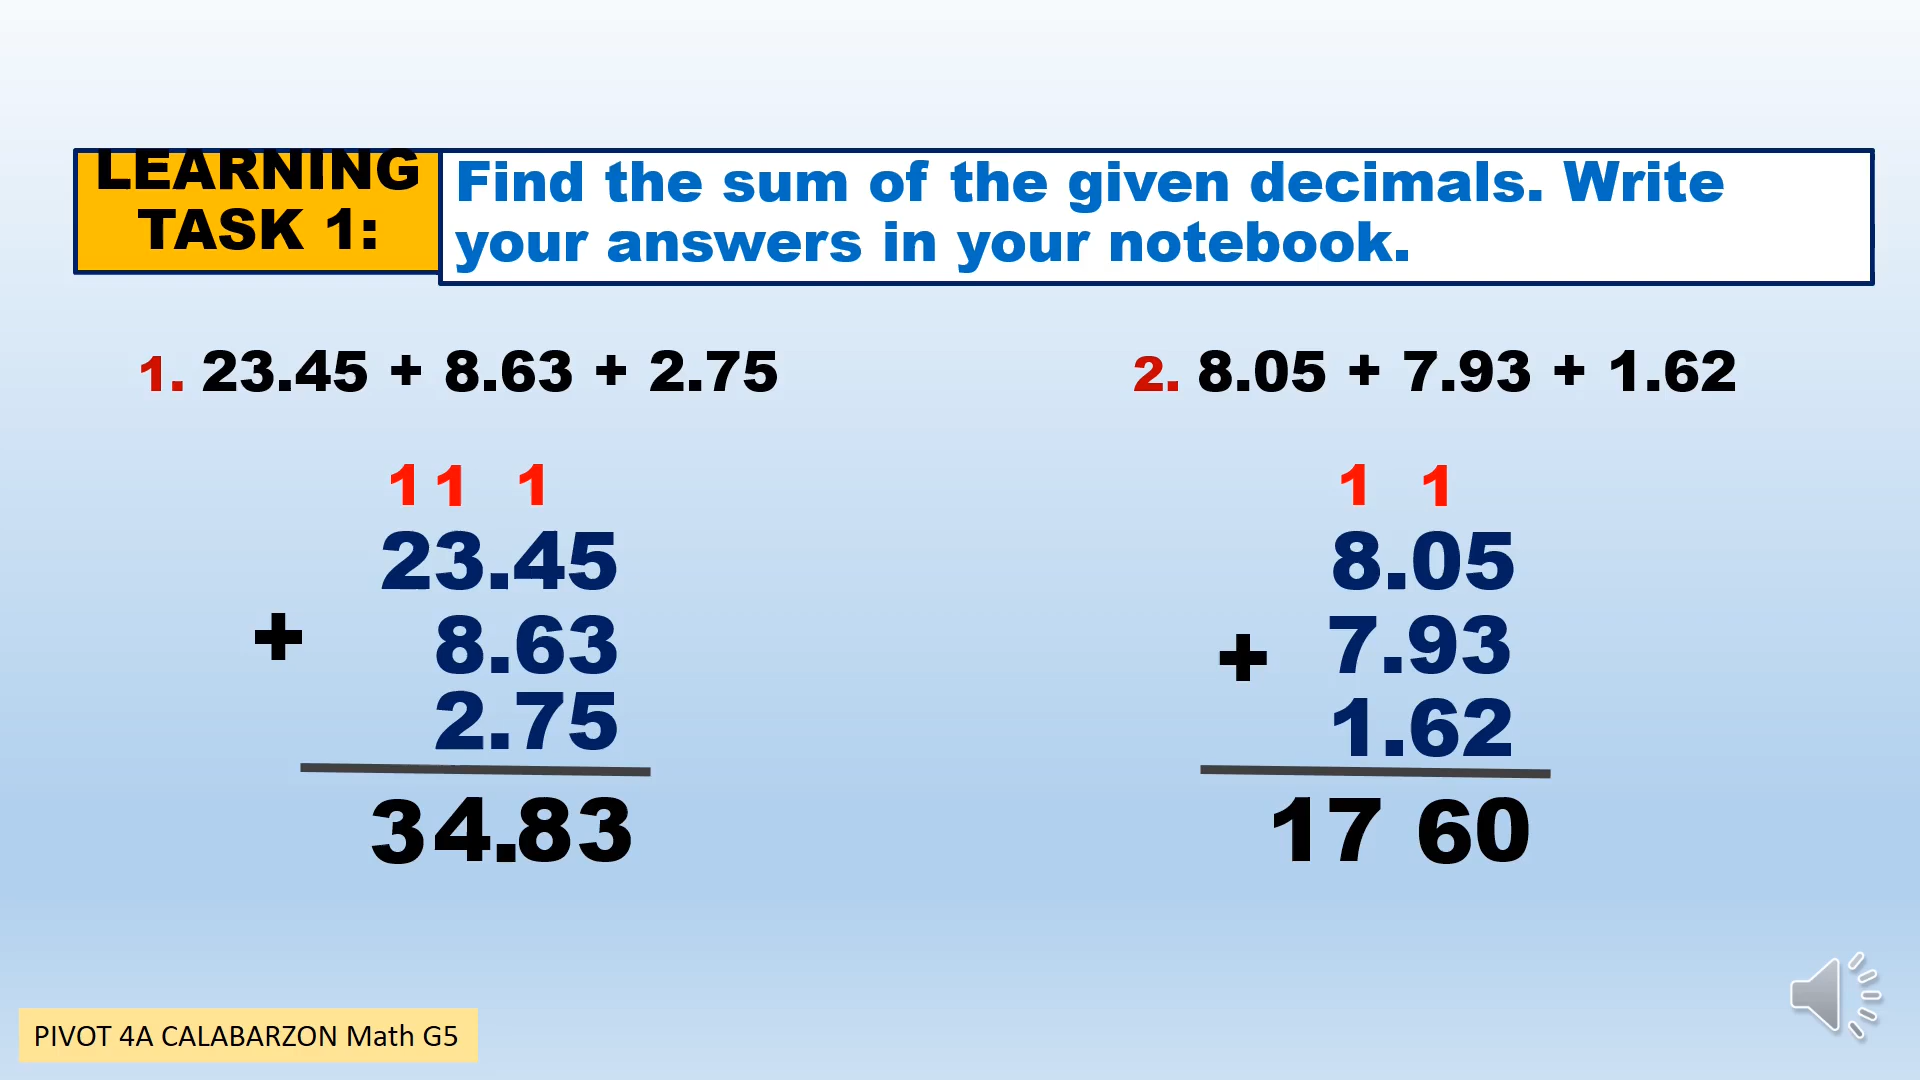 LEARNING
TASK 1:
Find the sum of the given decimals. Write
your answers in your notebook.
1. 23.45 + 8.63 + 2.75
1 1 1
23.45
+ 8.63
2.75
34.83
2. 8.05 + 7.93 + 1.62
1 1
8.05
+ 7.93
1.62
17 60
PIVOT 4A CALABARZON Math G5